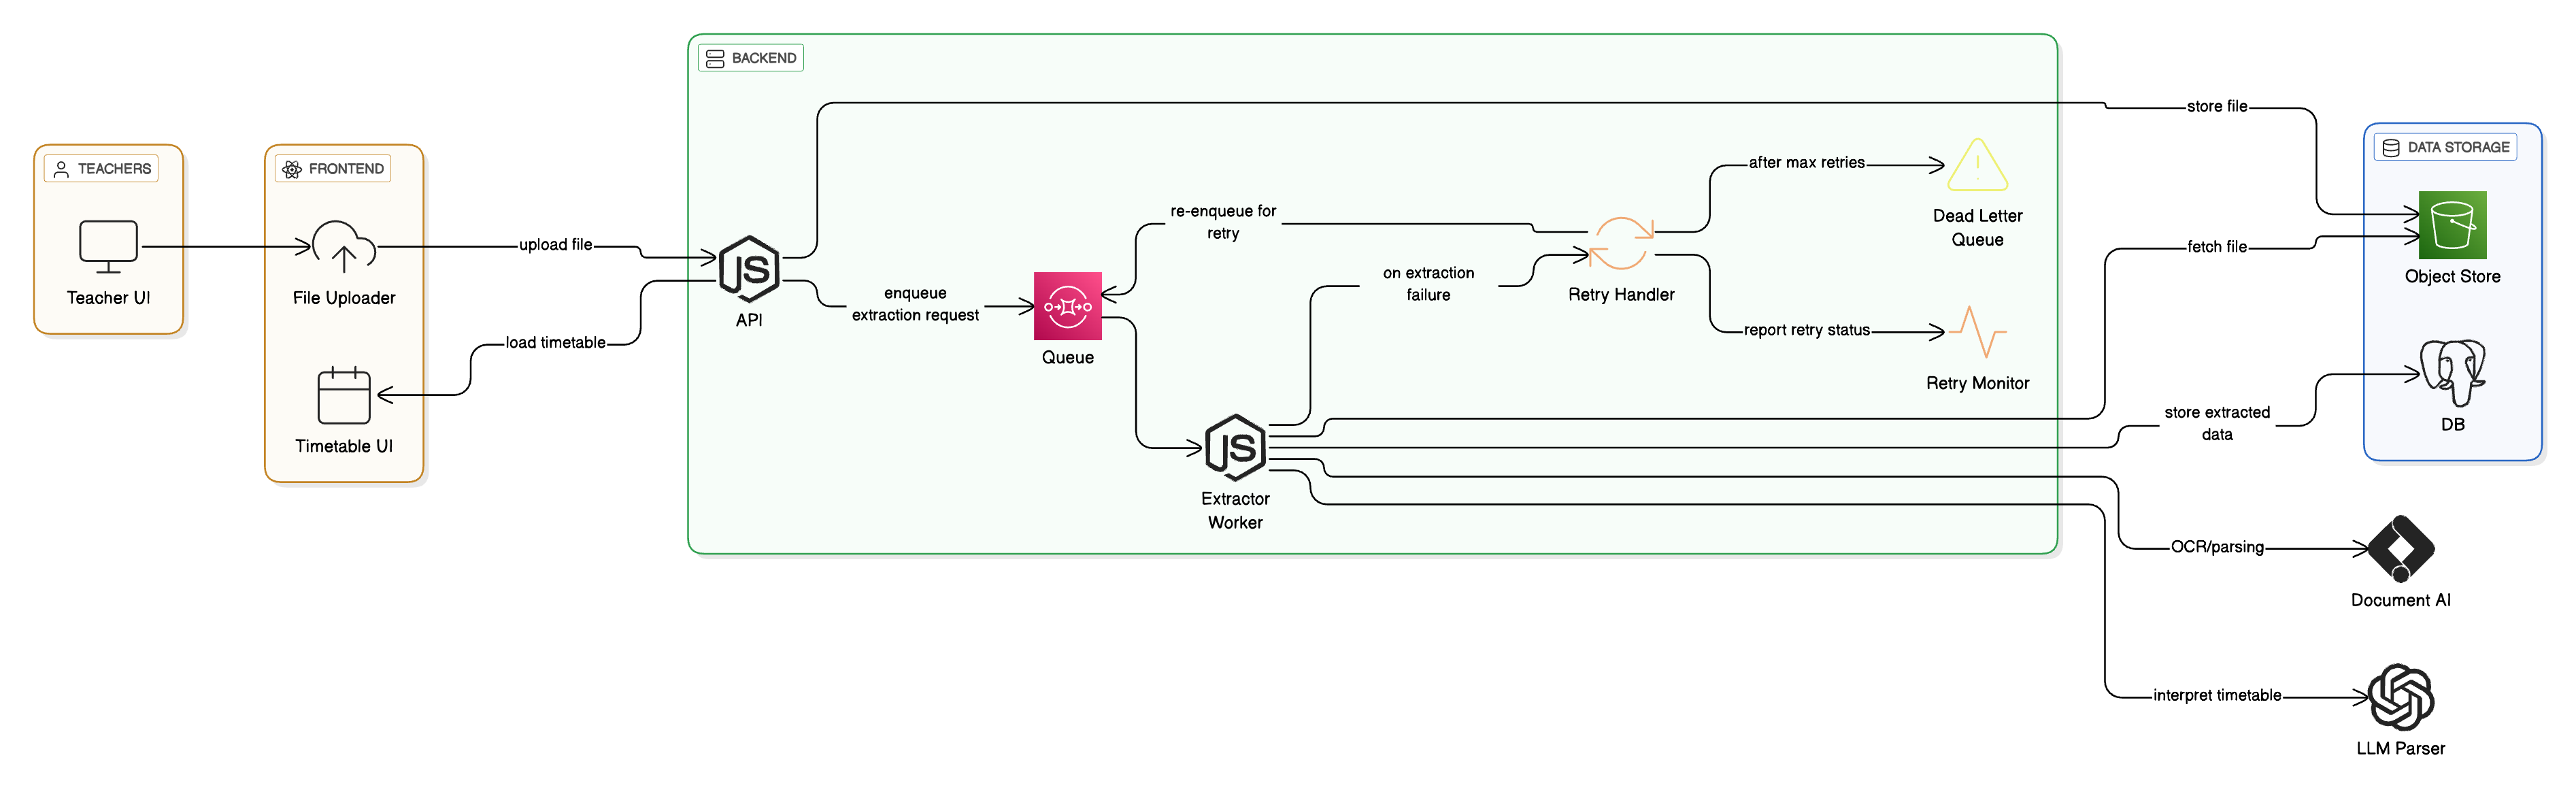 BACKEND
store file
TEACHERS
FRONTEND
DATA STORAGE
after max retries
re-enqueue for
retry
Dead Letter
Queue
upload file
fetch file
Teacher UI
File Uploader
on extraction
failure
Retry Handler
Object Store
JS
API
enqueue
extraction request
load timetable
report retry status
Queue
Retry Monitor
Timetable UI
store extracted
data
DB
JS
Extractor
Worker
OCR/parsing
Document AI
interpret timetable
LLM Parser